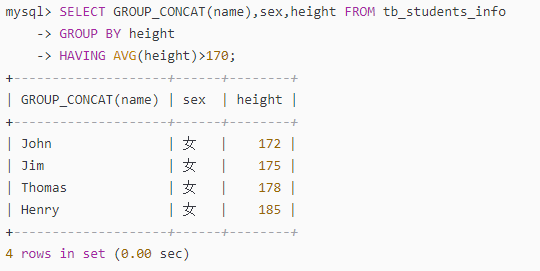 mysql> SELECT GROUP_CONCAT(name),sex,height FROM tb_students_info
    -> GROUP BY height
    -> HAVING AVG(height)>170;
+--------------------+------+--------+
| GROUP_CONCAT(name) | sex  | height |
+--------------------+------+--------+
| John               | 女   |    172 |
| Jim                | 女   |    175 |
| Thomas             | 女   |    178 |
| Henry              | 女   |    185 |
+--------------------+------+--------+
4 rows in set (0.00 sec)